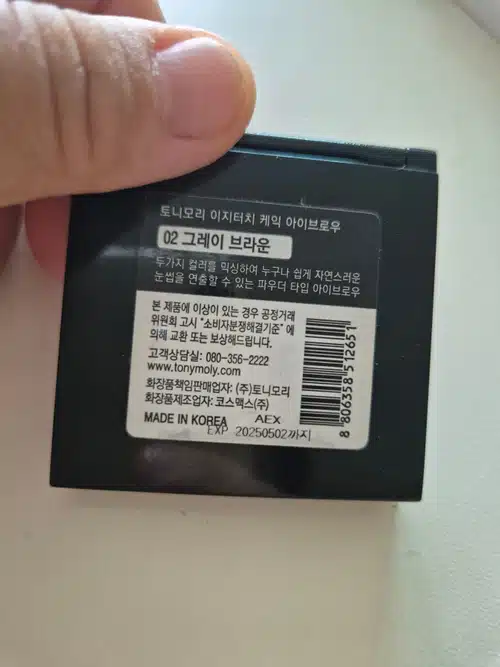 토니모리 이지터치 케익 아이브로우
02 그레이 브라운
두가지 컬러를 믹싱하여 누구나 쉽게 자연스러운
눈썹을 연출할 수 있는 파우더 타입 아이브로우
본 제품에 이상이 있는 경우 공정거래
위원회 고시 "소비자분쟁해결기준" 에
의해 교환 또는 보상해드립니다.
고객상담실: 080-356-2222
www.tonymoly.com
화장품책임판매업자: (주)토니모리
화장품제조업자: 코스맥스(주)
MADE IN KOREA AEX
EXP 20250502까지
8 806358 512651